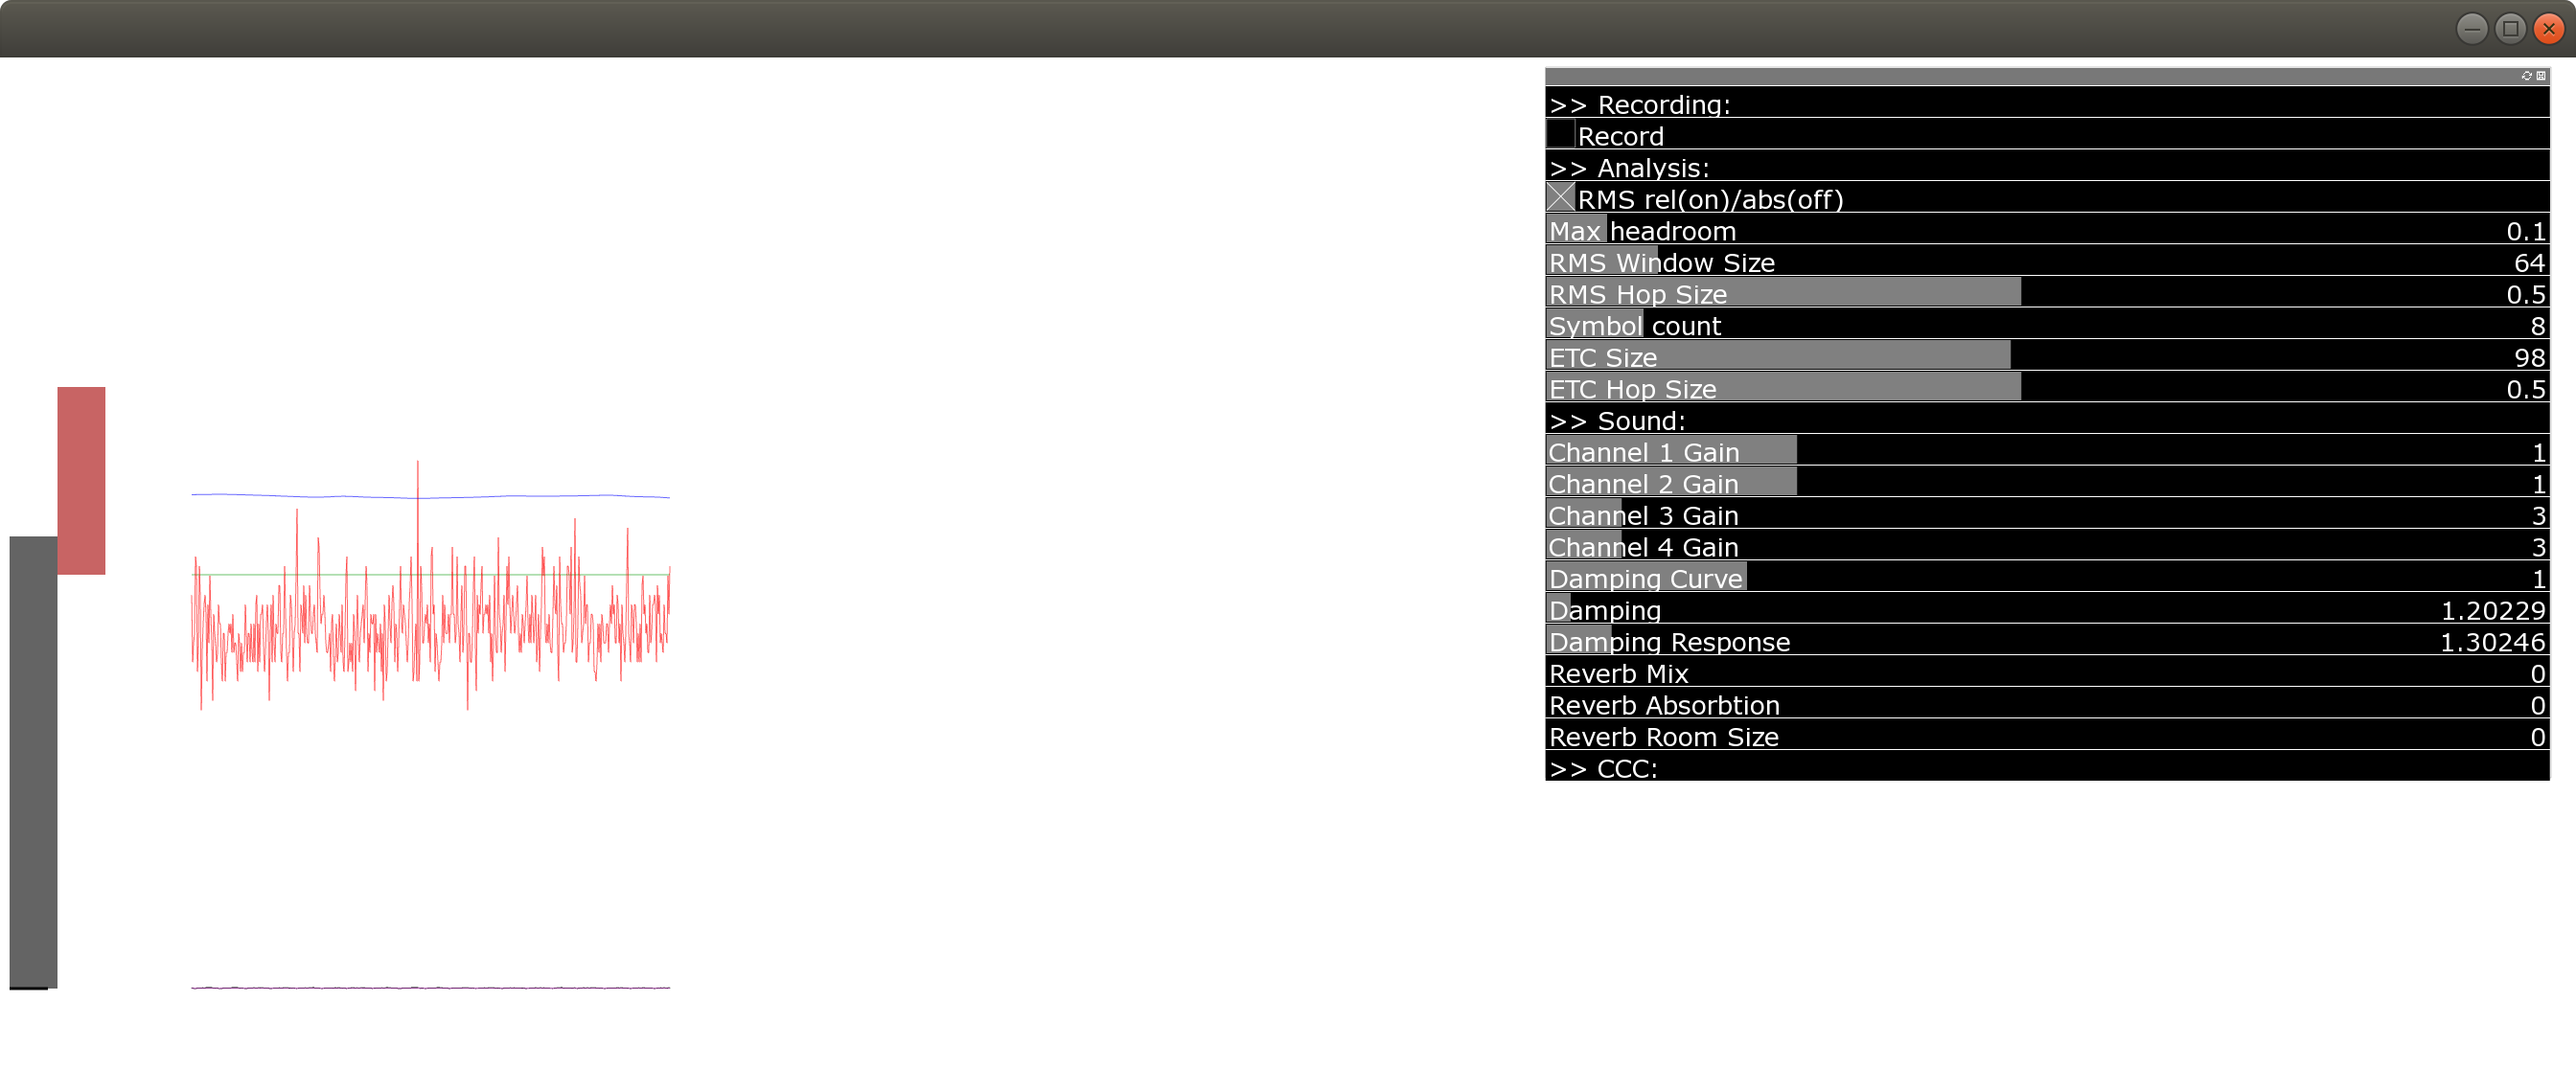 >> Recording:
Record
>> Analysis:
RMS rel(on)/abs(off)
Max headroom 0.1
RMS Window Size 64
RMS Hop Size 0.5
Symbol count 8
ETC Size 98
ETC Hop Size 0.5
>> Sound:
Channel 1 Gain 1
Channel 2 Gain 1
Channel 3 Gain 3
Channel 4 Gain 3
Damping Curve 1
Damping 1.20229
Damping Response 1.30246
Reverb Mix 0
Reverb Absorbtion 0
Reverb Room Size 0
>> CCC: